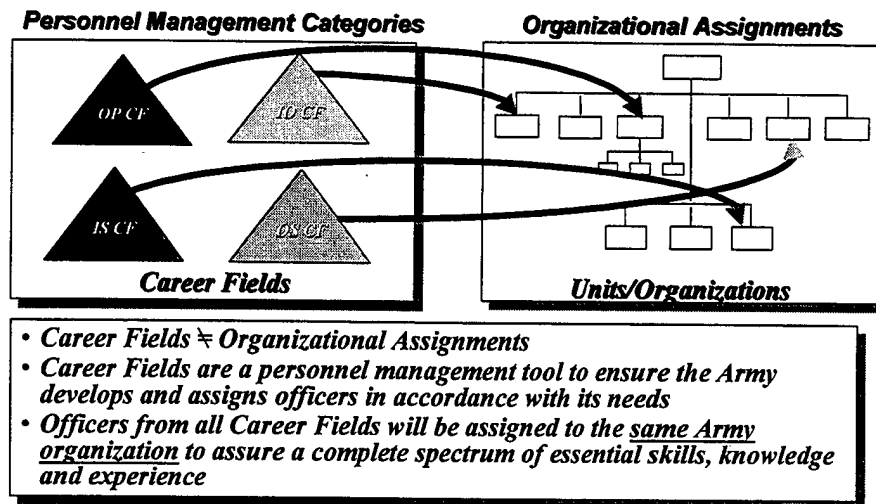 Personnel Management Categories
Organizational Assignments
OP CF
IO CF
IS CF
OS CF
Career Fields
Units/Organizations
• Career Fields ≒ Organizational Assignments
• Career Fields are a personnel management tool to ensure the Army
develops and assigns officers in accordance with its needs
• Officers from all Career Fields will be assigned to the same Army
organization to assure a complete spectrum of essential skills, knowledge
and experience